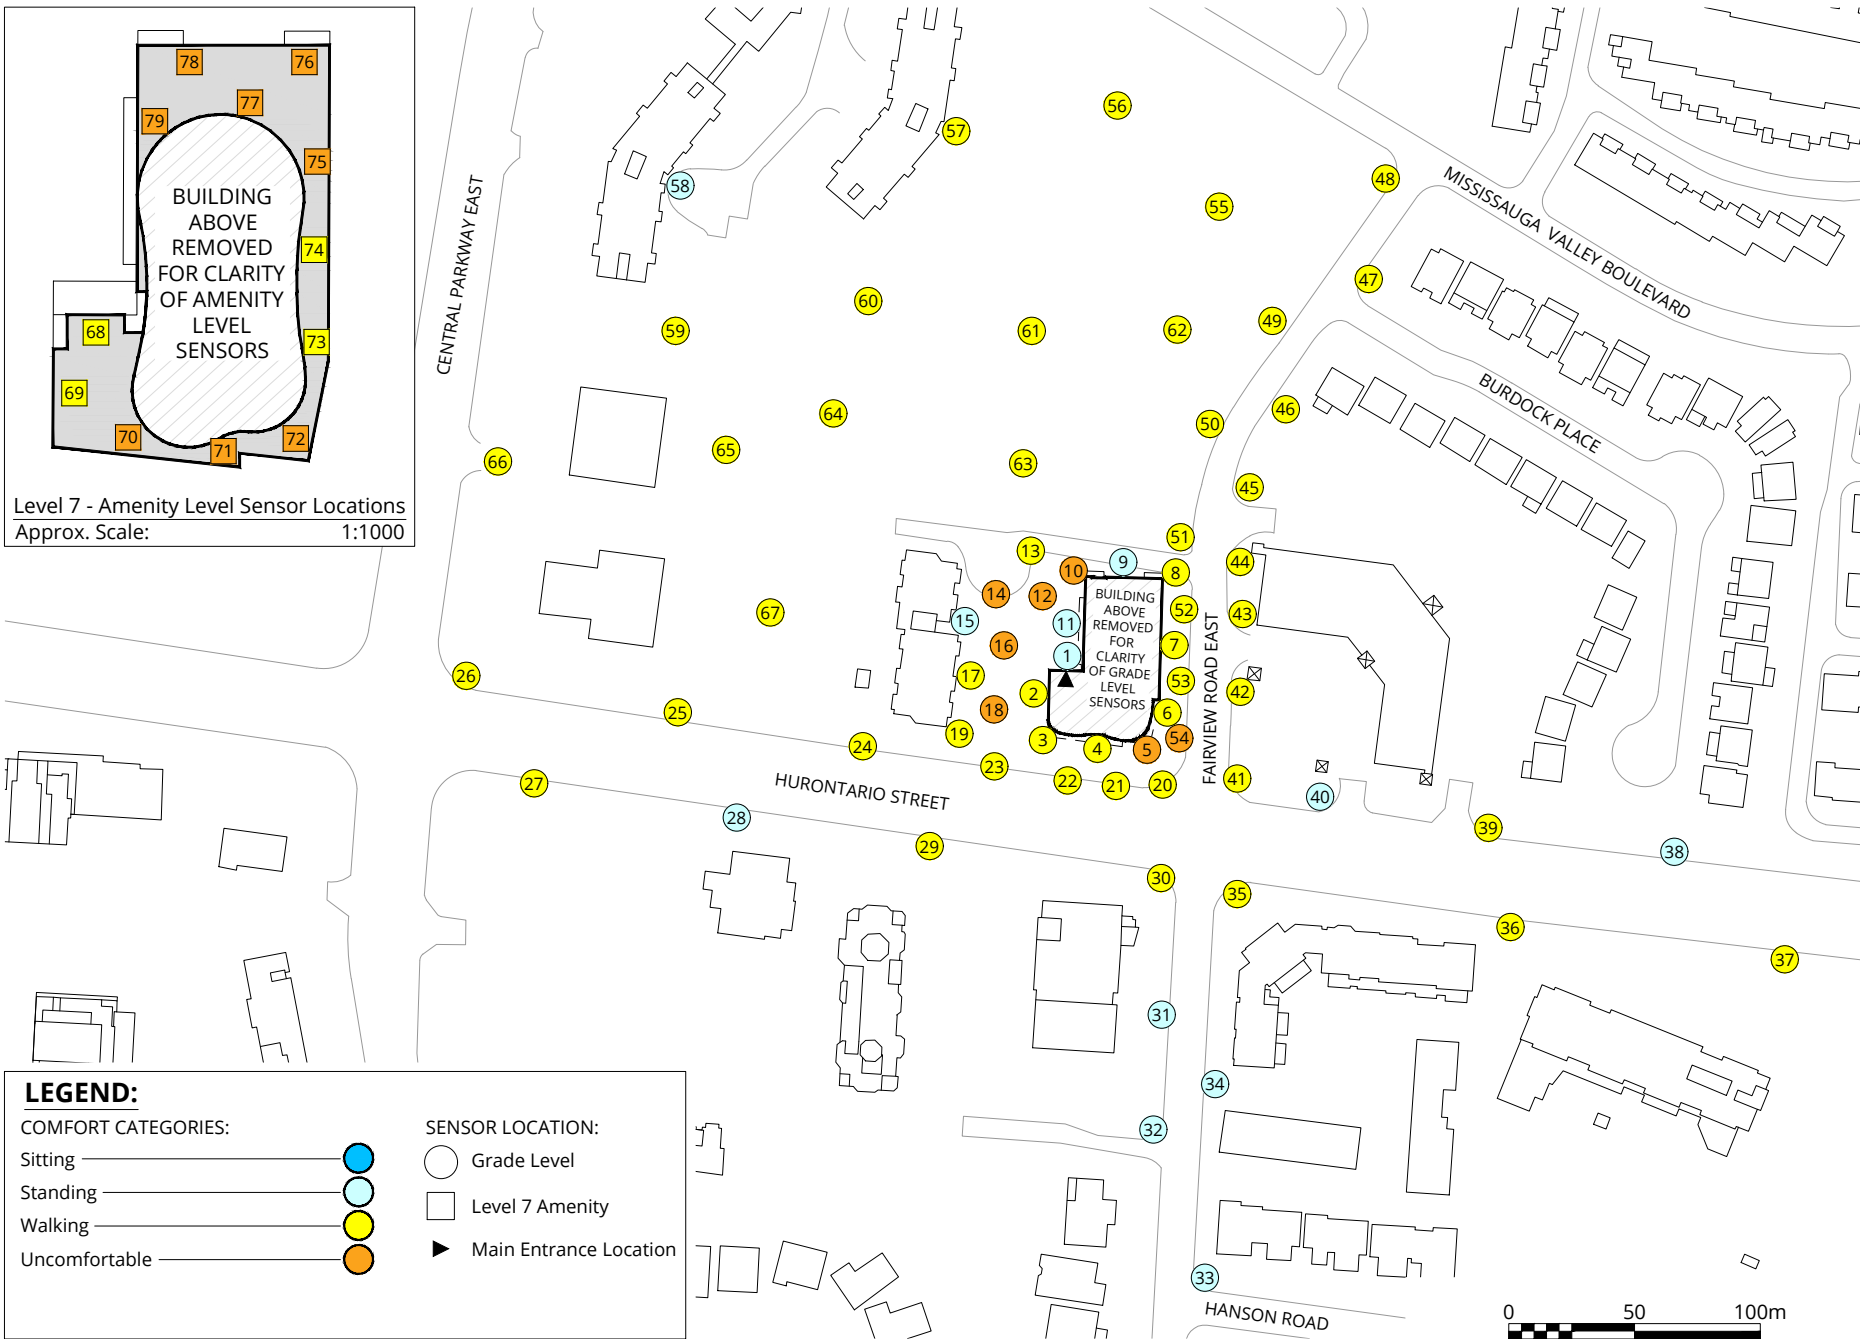 78
76
77
79
75
BUILDING
ABOVE
REMOVED
FOR CLARITY
OF AMENITY
LEVEL
SENSORS
74
73
68
69
70
71
72
Level 7 - Amenity Level Sensor Locations
Approx. Scale: 1:1000
CENTRAL PARKWAY EAST
MISSISSAUGA VALLEY BOULEVARD
BURDOCK PLACE
FAIRVIEW ROAD EAST
HURONTARIO STREET
HANSON ROAD
56
57
48
58
55
47
60
59
61
62
49
64
46
50
65
66
63
45
51
13
9
44
10
8
14
12
52
67
15
11
43
16
1
17
26
53
2
42
18
6
25
19
3
54
24
4
5
23
41
22
21
20
27
40
28
39
29
38
30
35
36
37
31
34
32
33
BUILDING
ABOVE
REMOVED
FOR
CLARITY
OF GRADE
LEVEL
SENSORS
7
LEGEND:
COMFORT CATEGORIES:
Sitting
Standing
Walking
Uncomfortable
SENSOR LOCATION:
Grade Level
Level 7 Amenity
Main Entrance Location
0 50 100m